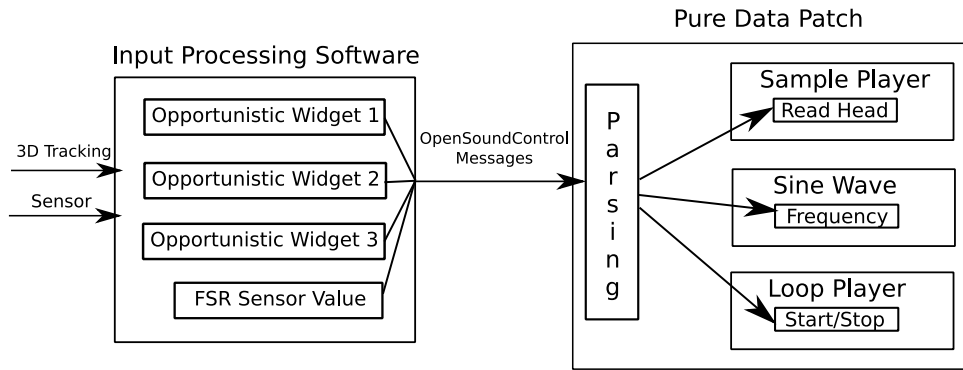 Pure Data Patch
Input Processing Software
3D Tracking
Sensor
Opportunistic Widget 1
Opportunistic Widget 2
Opportunistic Widget 3
FSR Sensor Value
OpenSoundControl
Messages
Parsing
Sample Player
Read Head
Sine Wave
Frequency
Loop Player
Start/Stop